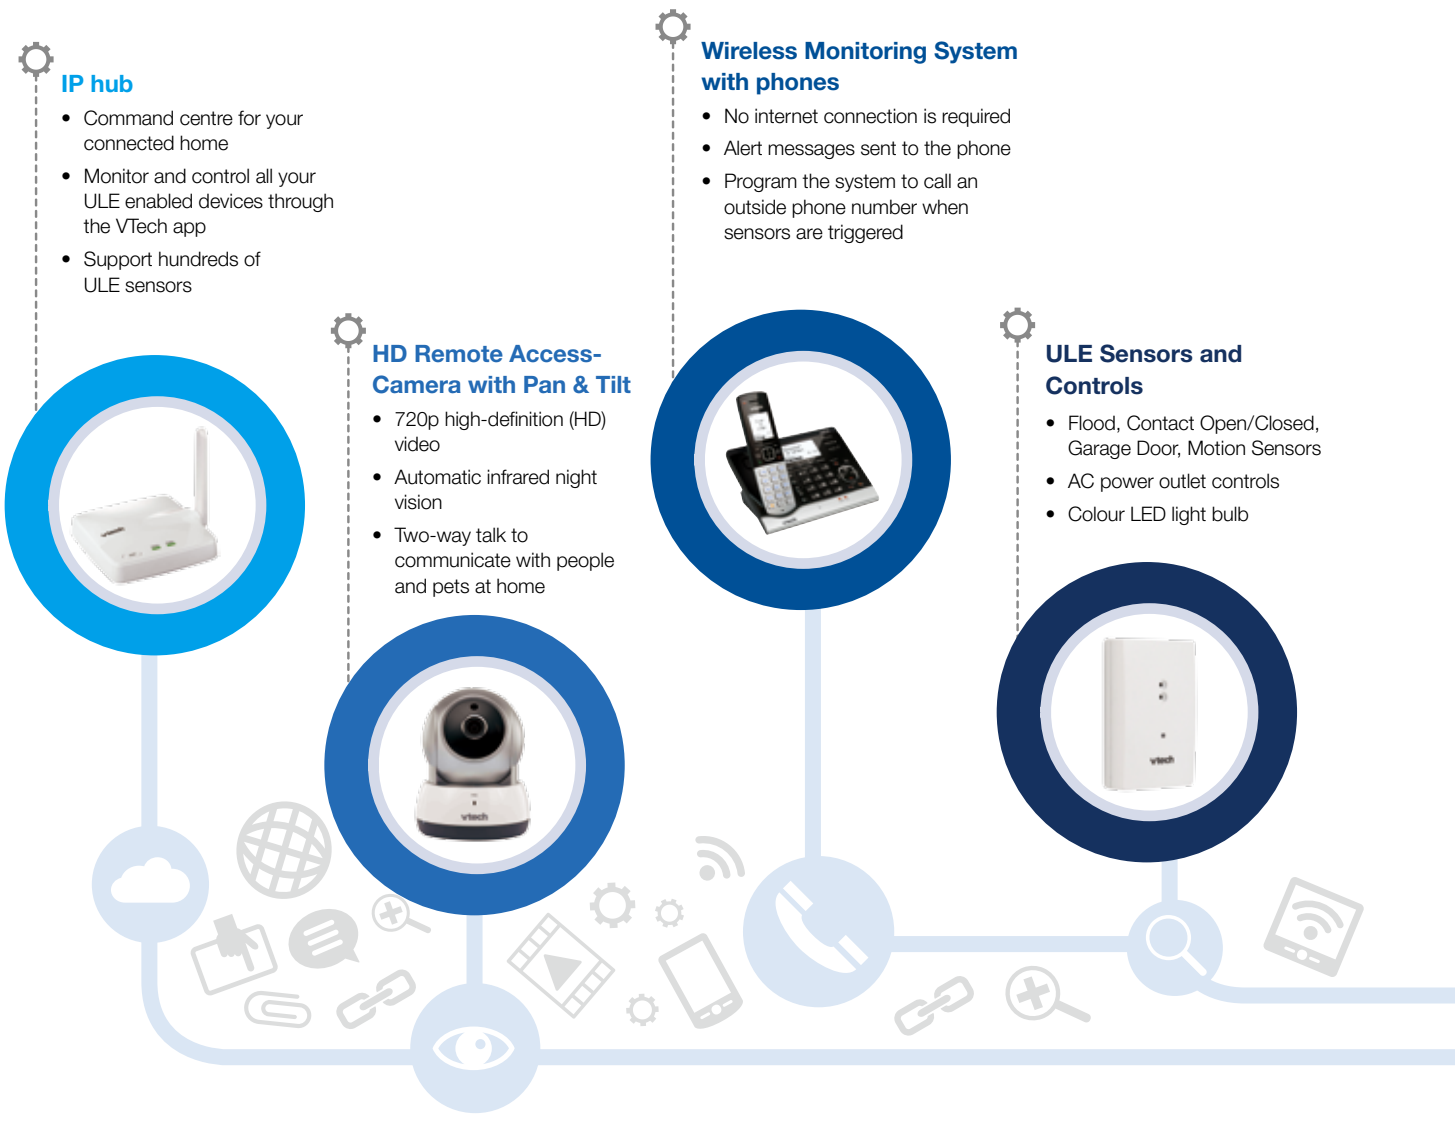 IP hub
• Command centre for your
connected home
• Monitor and control all your
ULE enabled devices through
the VTech app
• Support hundreds of
ULE sensors
vtech
HD Remote Access-
Camera with Pan & Tilt
• 720p high-definition (HD)
video
• Automatic infrared night
vision
• Two-way talk to
communicate with people
and pets at home
vtech
Wireless Monitoring System
with phones
• No internet connection is required
• Alert messages sent to the phone
• Program the system to call an
outside phone number when
sensors are triggered
vtech
ULE Sensors and
Controls
• Flood, Contact Open/Closed,
Garage Door, Motion Sensors
• AC power outlet controls
• Colour LED light bulb
vtech